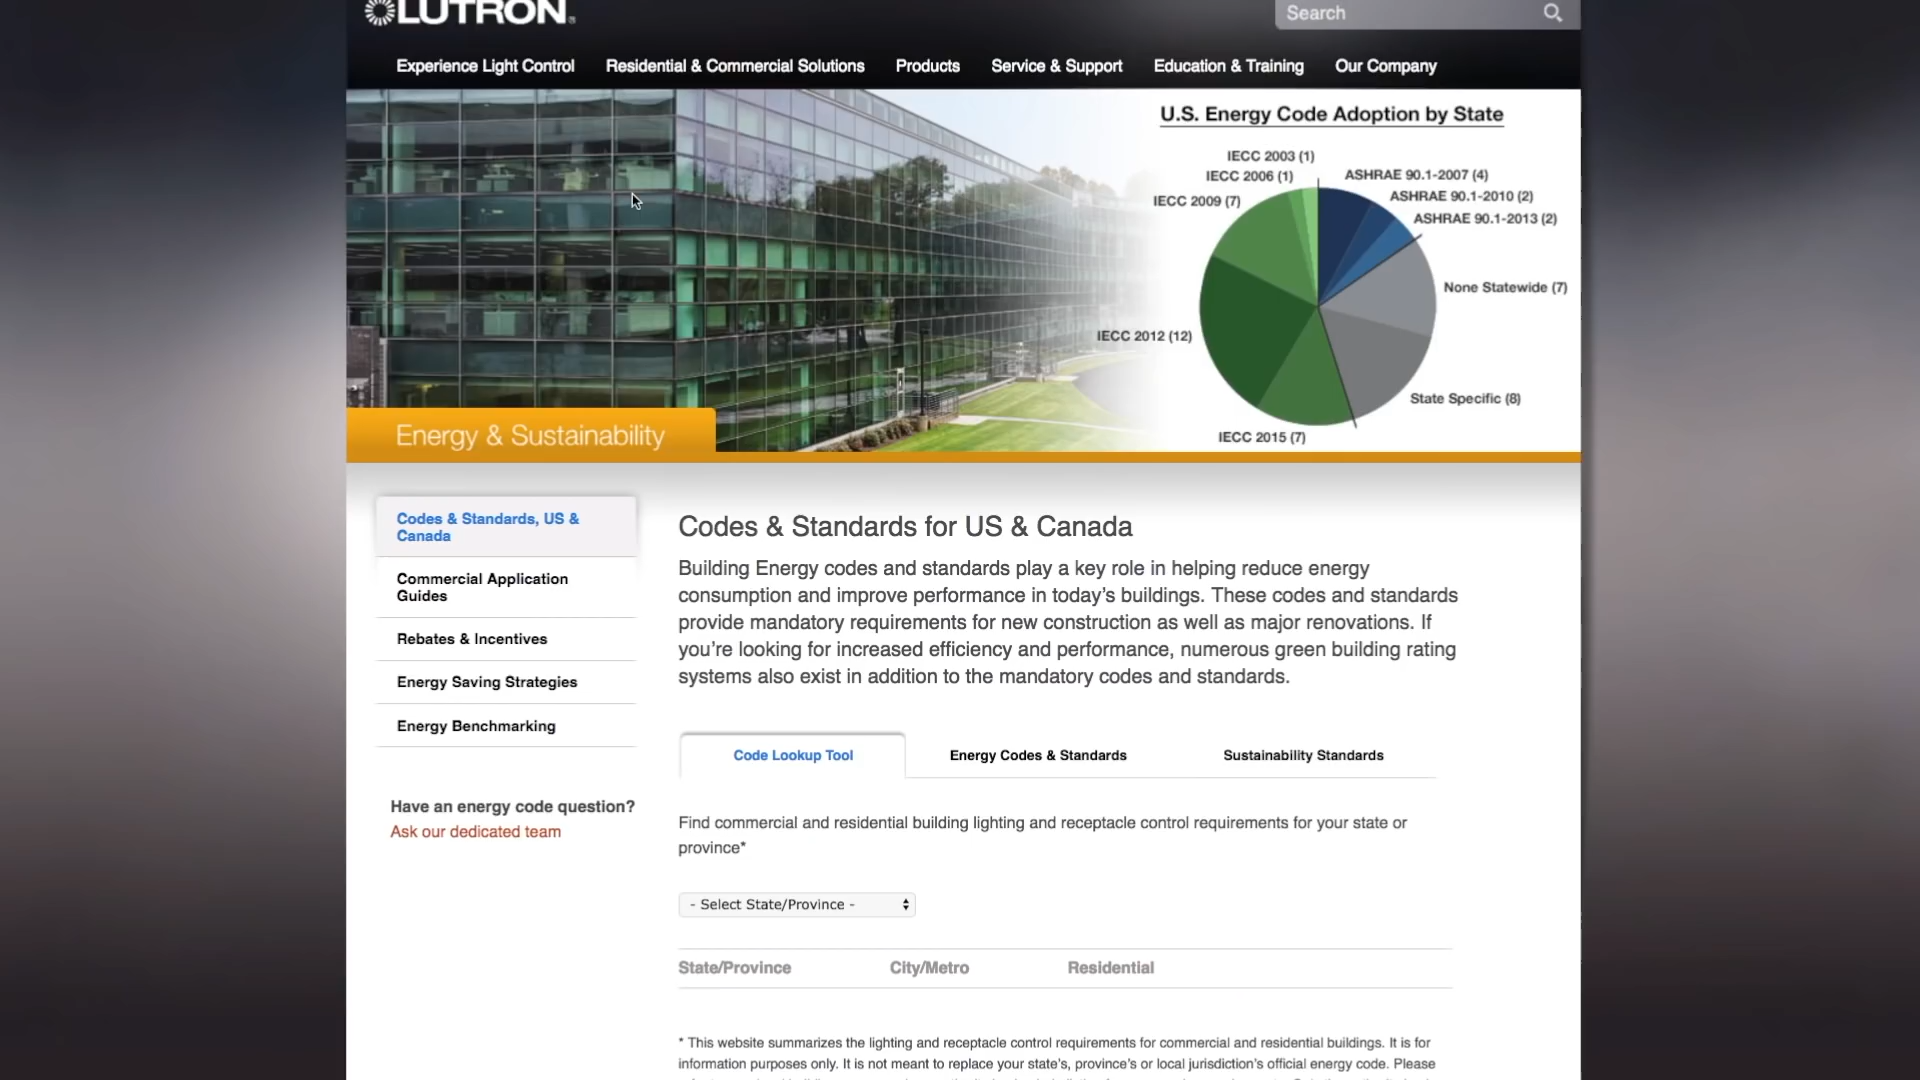 LUTRON
Search
Experience Light Control
Residential & Commercial Solutions
Products
Service & Support
Education & Training
Our Company
U.S. Energy Code Adoption by State
IECC 2003 (1)
IECC 2006 (1)
IECC 2009 (7)
IECC 2012 (12)
IECC 2015 (7)
ASHRAE 90.1-2007 (4)
ASHRAE 90.1-2010 (2)
ASHRAE 90.1-2013 (2)
None Statewide (7)
State Specific (8)
Energy & Sustainability
Codes & Standards, US &
Canada
Commercial Application
Guides
Rebates & Incentives
Energy Saving Strategies
Energy Benchmarking
Have an energy code question?
Ask our dedicated team
Codes & Standards for US & Canada
Building Energy codes and standards play a key role in helping reduce energy
consumption and improve performance in today’s buildings. These codes and standards
provide mandatory requirements for new construction as well as major renovations. If
you’re looking for increased efficiency and performance, numerous green building rating
systems also exist in addition to the mandatory codes and standards.
Code Lookup Tool
Energy Codes & Standards
Sustainability Standards
Find commercial and residential building lighting and receptacle control requirements for your state or
province*
- Select State/Province -
State/Province
City/Metro
Residential
* This website summarizes the lighting and receptacle control requirements for commercial and residential buildings. It is for
information purposes only. It is not meant to replace your state’s, province’s or local jurisdiction’s official energy code. Please